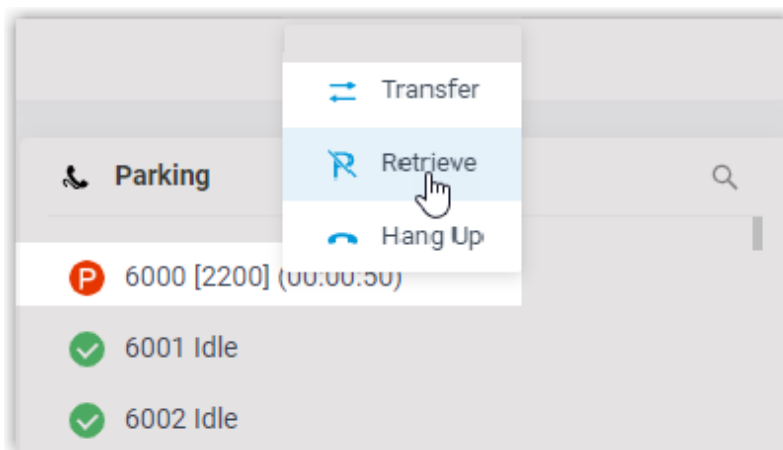 Transfer
Retrieve
Hang Up
Parking
P 6000 [2200] (00:00:50)
6001 Idle
6002 Idle